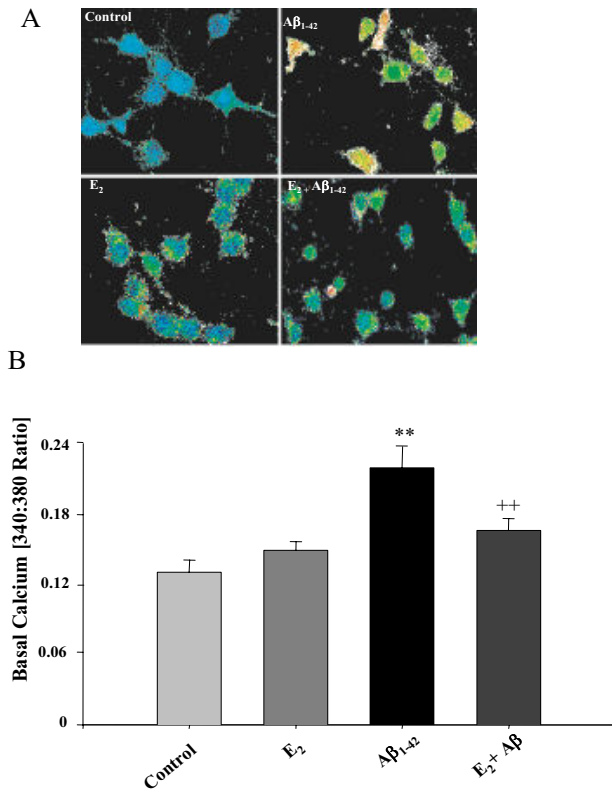 A
Control
Aβ1-42
E2
E2 + Aβ1-42
B
Basal Calcium [340:380 Ratio]
0.24
0.18
0.12
0.06
0
**
++
Control
E2
Aβ1-42
E2+ Aβ